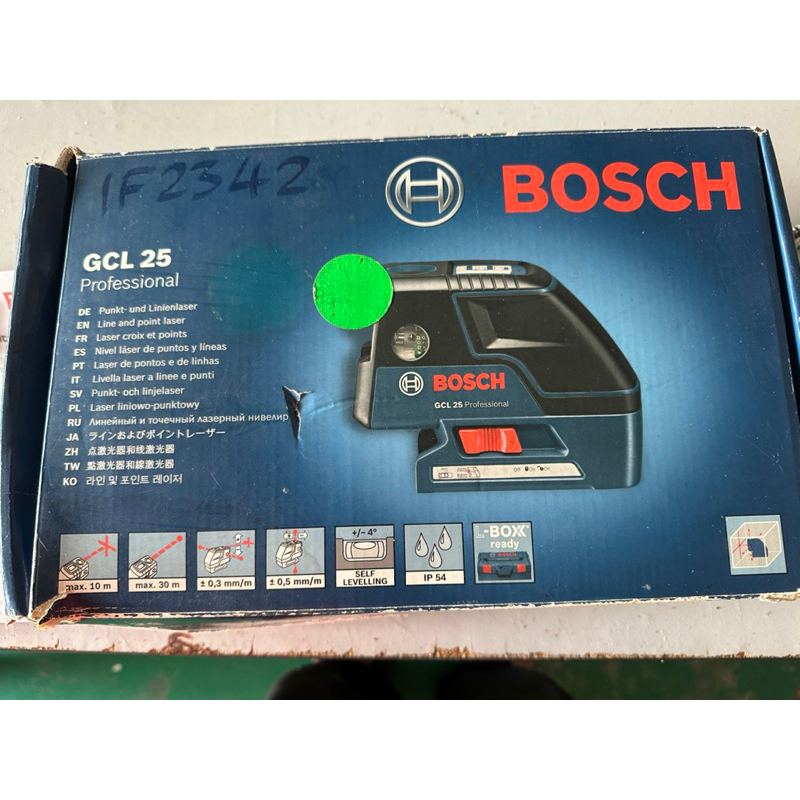 1F2342
BOSCH
GCL 25
Professional
DE Punkt- und Linienlaser
EN Line and point laser
FR Laser croix et points
ES Nivel láser de puntos y líneas
PT Laser de pontos e de linhas
IT Livella laser a linee e punti
SV Punkt- och linjelaser
PL Laser liniowo-punktowy
RU Линейный и точечный лазерный нивелир
JA ラインおよびポイントレーザー
ZH 点激光器和线激光器
TW 點激光器和線激光器
KO 라인 및 포인트 레이저
BOSCH
GCL 25 Professional
Off
On
On
max. 10 m
max. 30 m
± 0,3 mm/m
± 0,5 mm/m
+/- 4°
SELF
LEVELLING
IP 54
-BOXX
ready
BOSCH